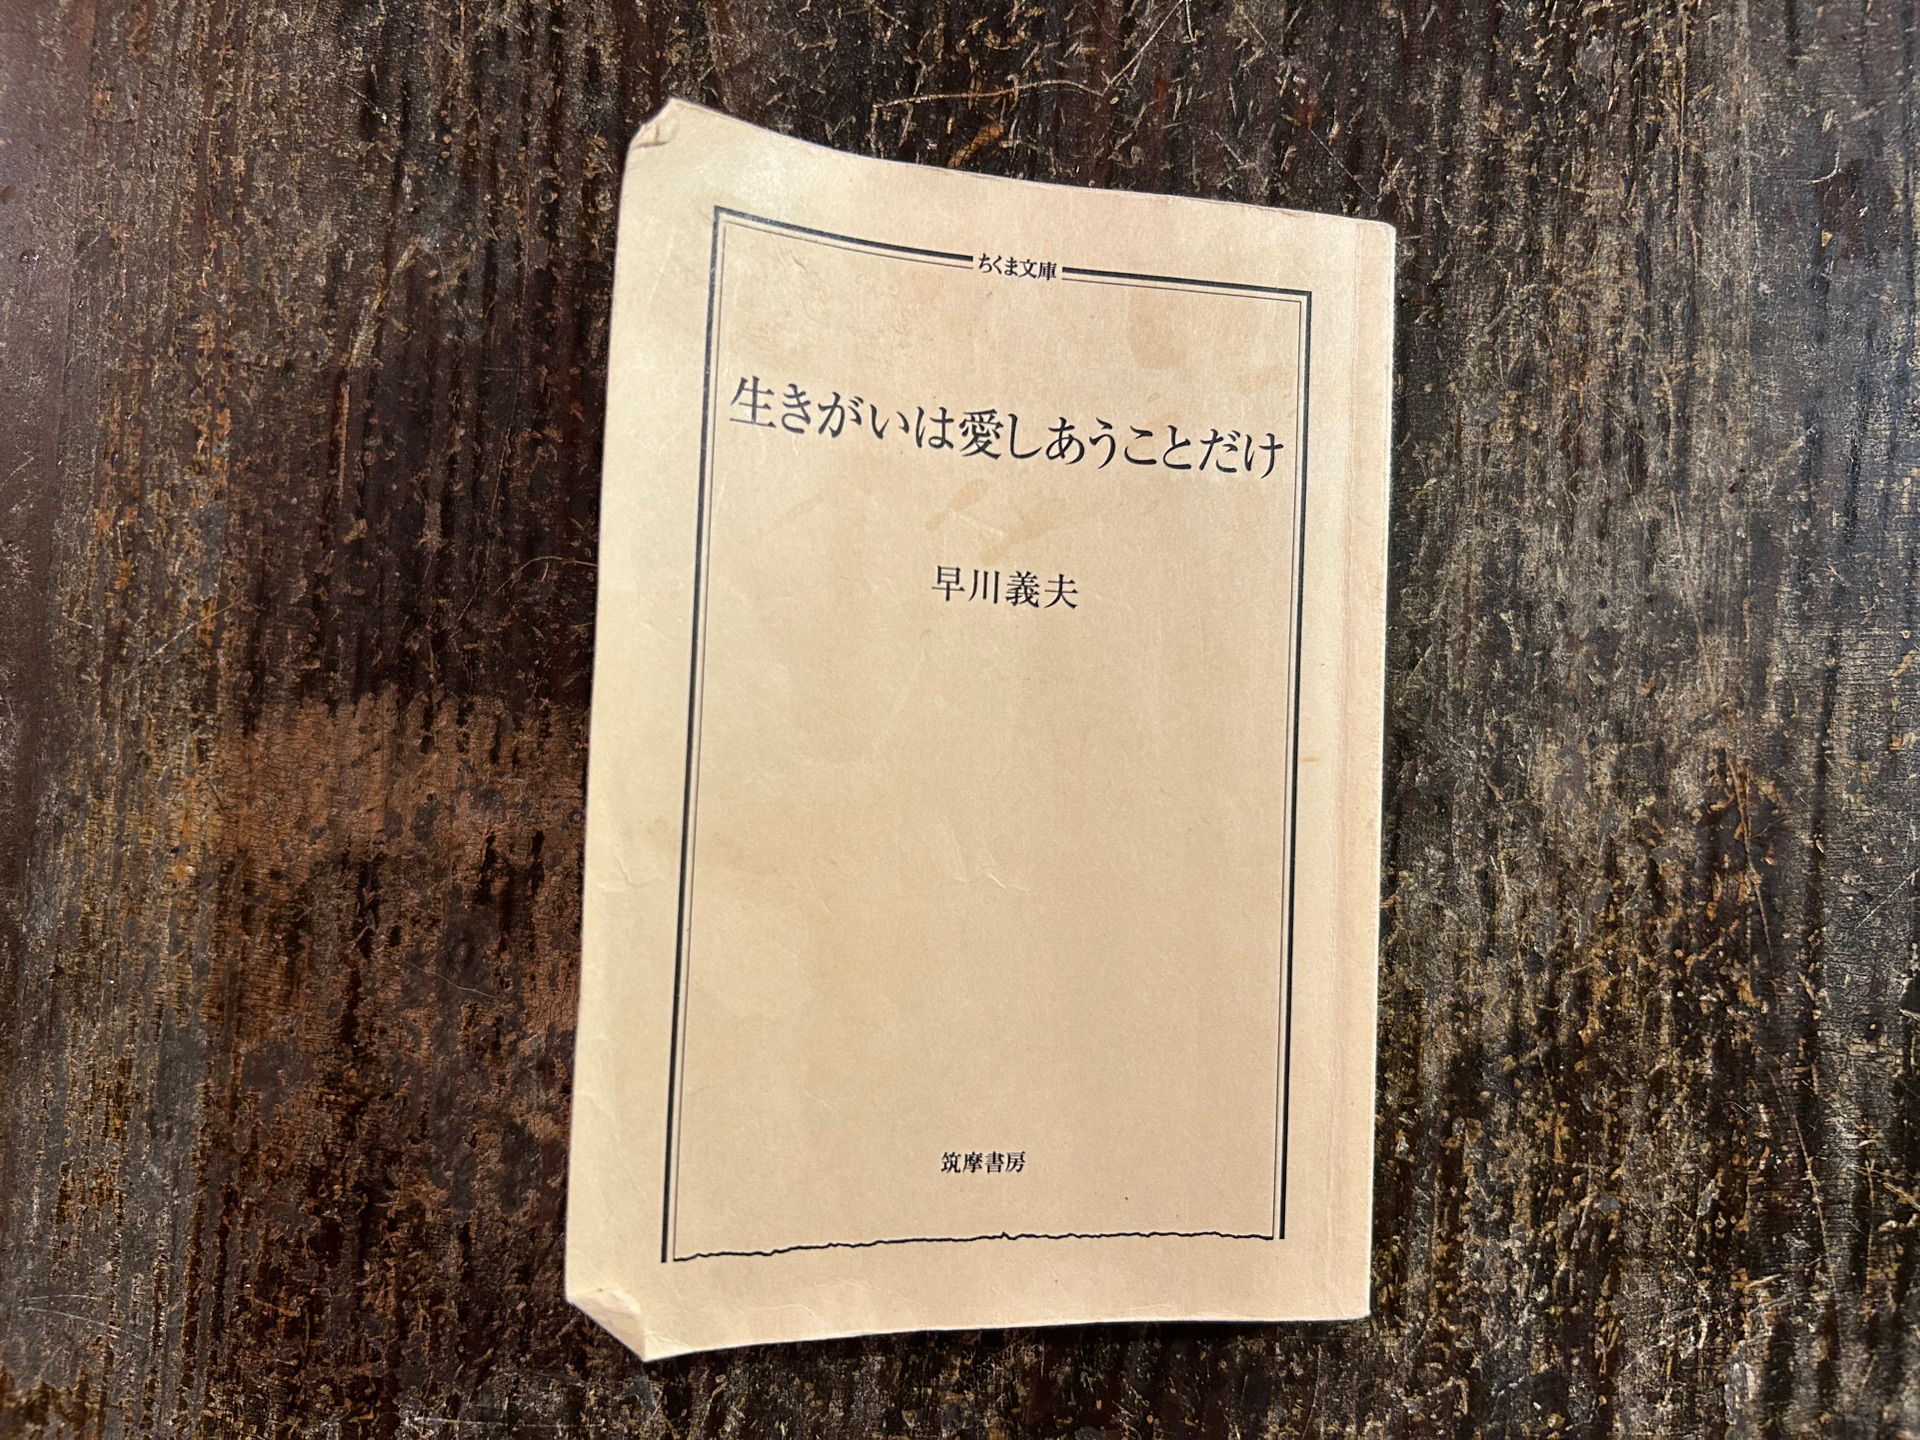 ちくま文庫
生きがいは愛しあうことだけ
早川義夫
筑摩書房